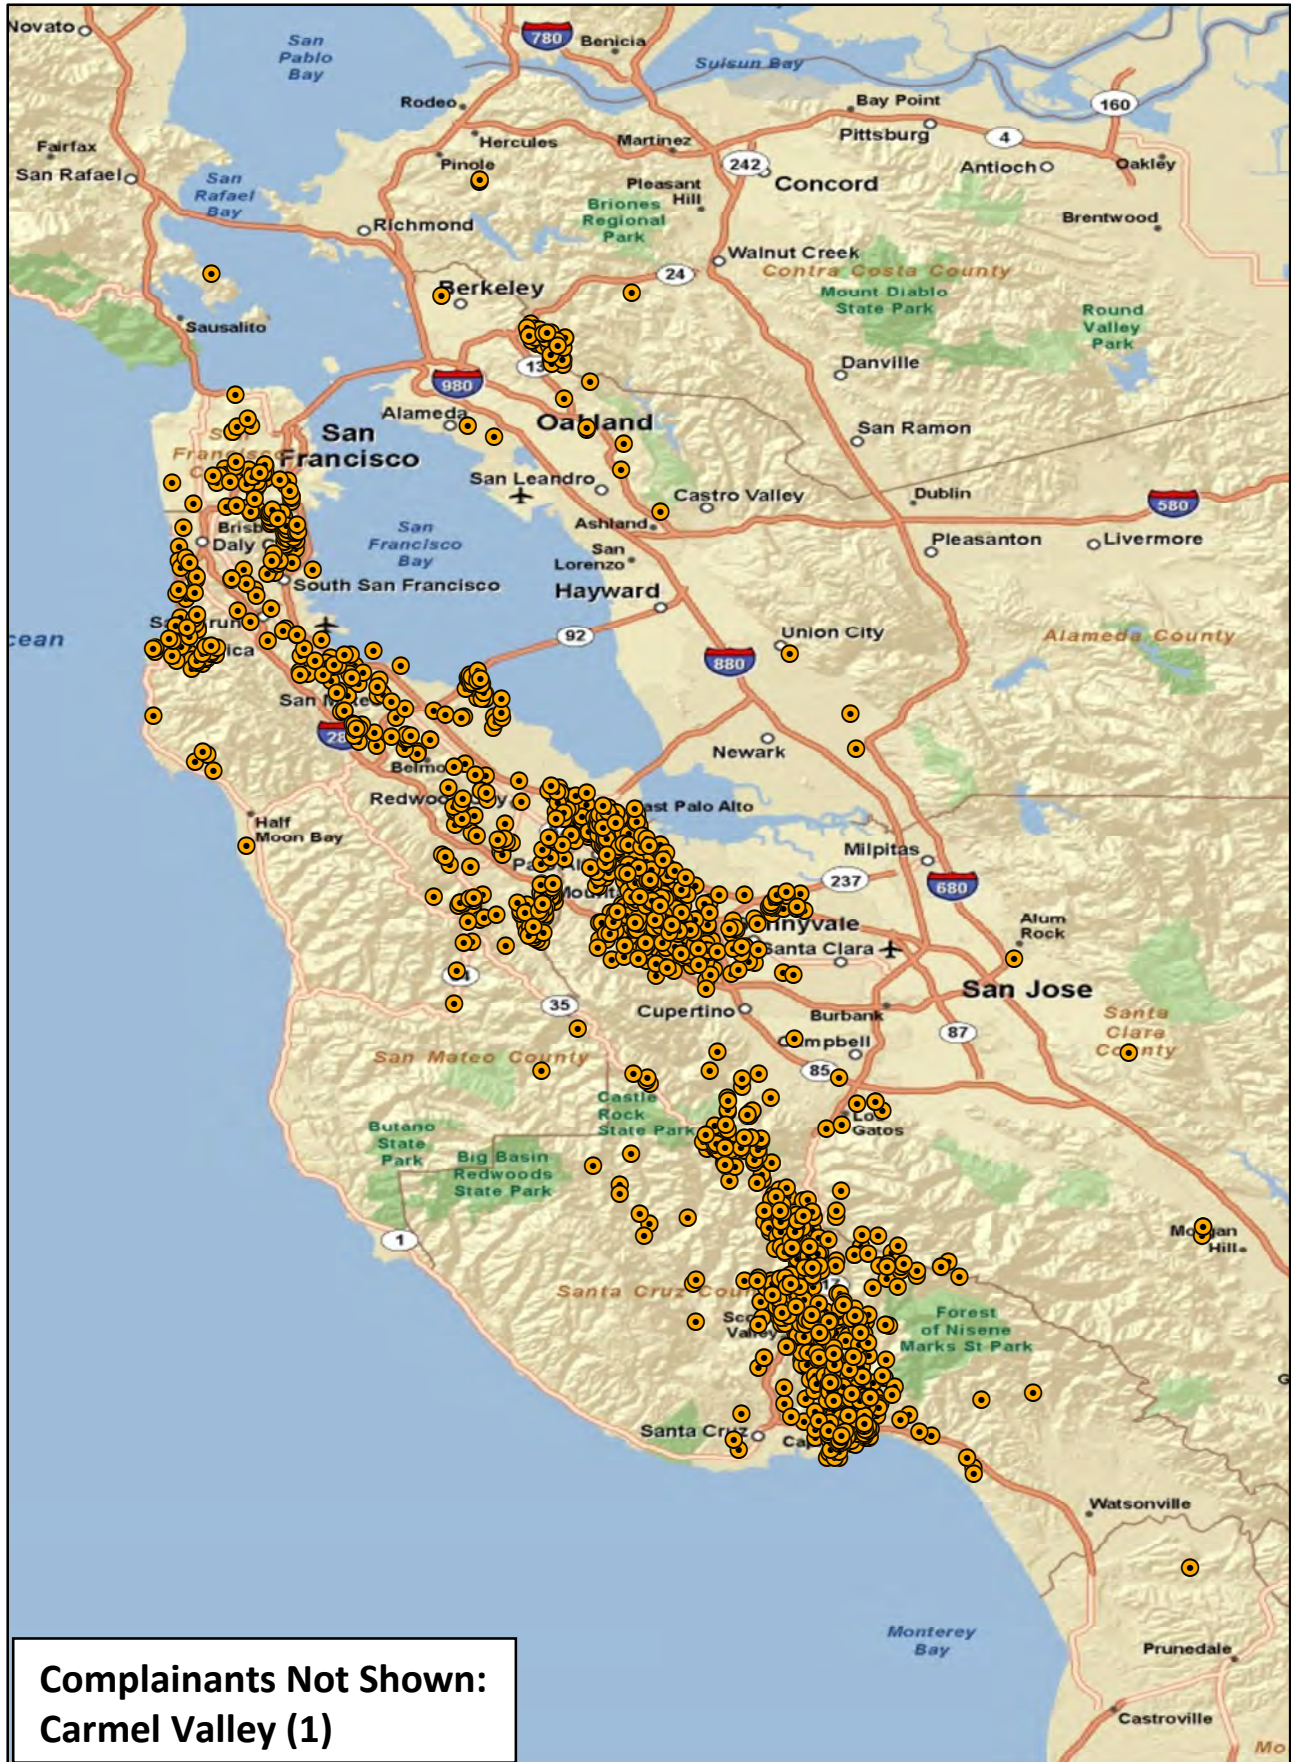 Novato
San
Pablo
Bay
780
Benicia
Suisun Bay
Rodeo
Bay Point
160
Hercules
Martinez
Pittsburg
4
Fairfax
Pinole
242
Concord
Antioch
Oakley
San Rafael
San
Rafael
Bay
Pleasant
Hill
Briones
Regional
Park
Brentwood
Richmond
Walnut Creek
24
Contra Costa County
Berkeley
Mount Diablo
State Park
Round
Valley
Park
Sausalito
Danville
980
Alameda
Oakland
San
Francisco
San Ramon
San Leandro
Castro Valley
Dublin
580
Ashland
San
Francisco
Bay
Pleasanton
Livermore
San
Lorenzo
South San Francisco
Hayward
92
Union City
Alameda County
880
Newark
Half
Moon Bay
Milpitas
237
680
Alum
Rock
Santa Clara
San Jose
35
Cupertino
Burbank
87
Santa
Clara
County
San Mateo County
Campbell
85
Castle
Rock
State Park
Los
Gatos
Butano
State
Park
Big Basin
Redwoods
State Park
1
Morgan
Hill
Forest
of Nisene
Marks St Park
Santa Cruz
Watsonville
Monterey
Bay
Prunedale
Castroville
Complainants Not Shown:
Carmel Valley (1)